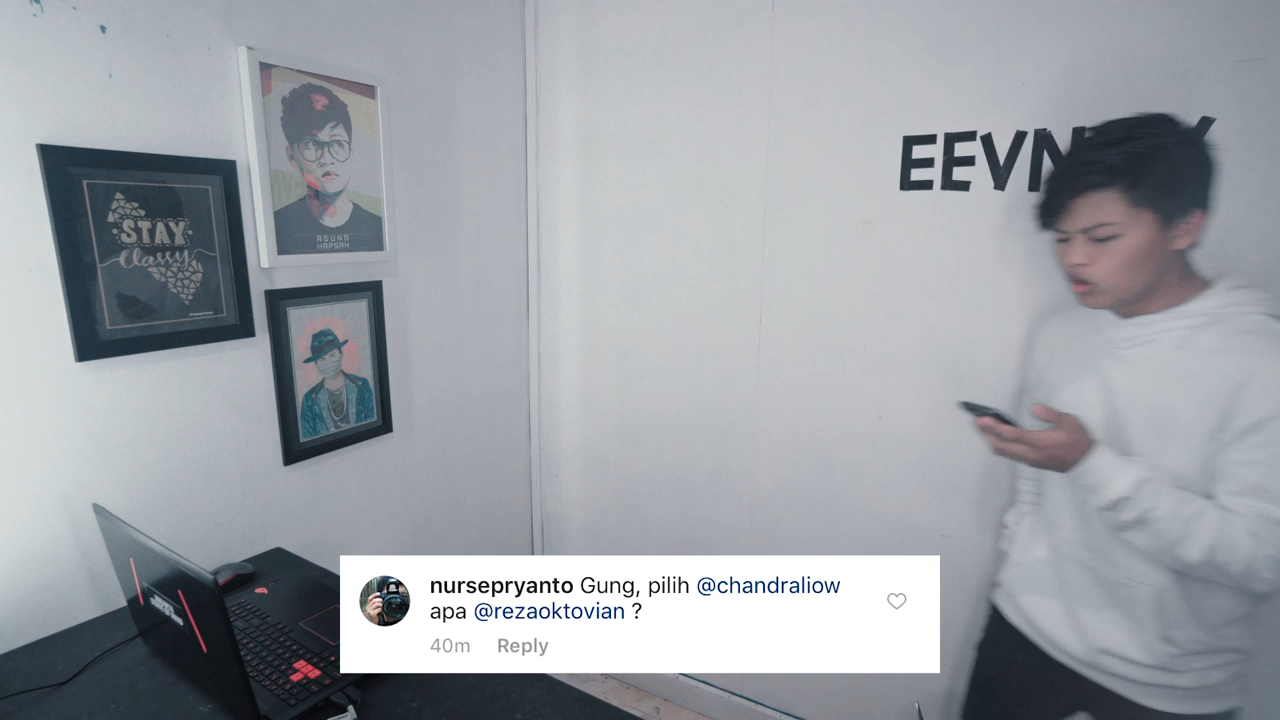 STAY
Classy
AGUNG
HAPSAH
EEVN
nursepryanto Gung, pilih @chandraliow
apa @rezaoktovian ?
40m Reply